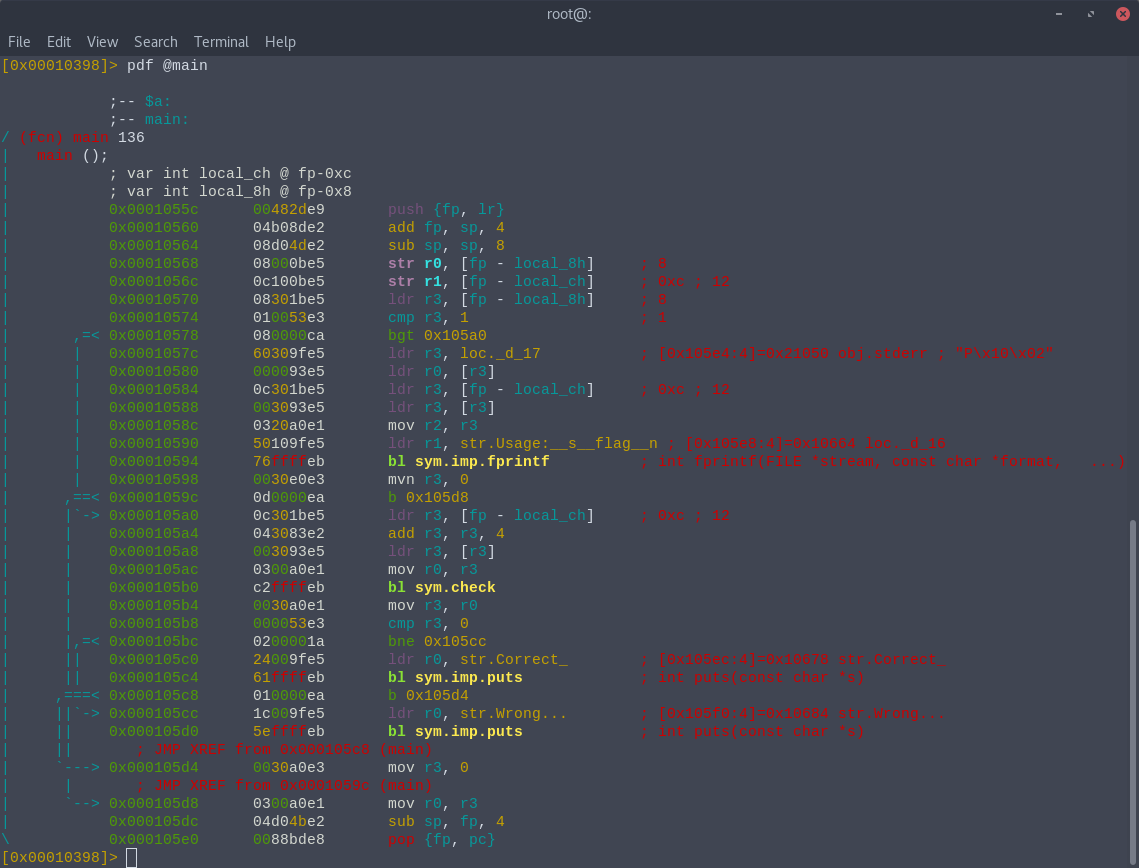 root@:
File Edit View Search Terminal Help
[0x00010398]> pdf @main
;-- $a:
;-- main:
/ (fcn) main 136
| main ();
| ; var int local_ch @ fp-0xc
| ; var int local_8h @ fp-0x8
| 0x0001055c 00482de9 push {fp, lr}
| 0x00010560 04b08de2 add fp, sp, 4
| 0x00010564 08d04de2 sub sp, sp, 8
| 0x00010568 08000be5 str r0, [fp - local_8h] ; 8
| 0x0001056c 0c100be5 str r1, [fp - local_ch] ; 0xc ; 12
| 0x00010570 08301be5 ldr r3, [fp - local_8h] ; 8
| 0x00010574 010053e3 cmp r3, 1 ; 1
| ,=< 0x00010578 080000ca bgt 0x105a0
| | 0x0001057c 60309fe5 ldr r3, loc._d_17 ; [0x105e4:4]=0x21050 obj.stderr ;
| | 0x00010580 000093e5 ldr r0, [r3]
| | 0x00010584 0c301be5 ldr r3, [fp - local_ch] ; 0xc ; 12
| | 0x00010588 003093e5 ldr r3, [r3]
| | 0x0001058c 0320a0e1 mov r2, r3
| | 0x00010590 50109fe5 ldr r1, str.Usage:__s__flag__n ; [0x105e8:4]=0x10664 loc._d_16
| | 0x00010594 76ffffeb bl sym.imp.fprintf ; int fprintf(FILE *stream, const char *format, ...)
| | 0x00010598 0030e0e3 mvn r3, 0
| ,==< 0x0001059c 0d0000ea b 0x105d8
| |`-> 0x000105a0 0c301be5 ldr r3, [fp - local_ch] ; 0xc ; 12
| | 0x000105a4 043083e2 add r3, r3, 4
| | 0x000105a8 003093e5 ldr r3, [r3]
| | 0x000105ac 0300a0e1 mov r0, r3
| | 0x000105b0 c2ffffeb bl sym.check
| | 0x000105b4 0030a0e1 mov r3, r0
| | 0x000105b8 000053e3 cmp r3, 0
| |,=< 0x000105bc 0200001a bne 0x105cc
| || 0x000105c0 24009fe5 ldr r0, str.Correct_ ; [0x105ec:4]=0x10678 str.Correct_
| || 0x000105c4 61ffffeb bl sym.imp.puts ; int puts(const char *s)
| ,===< 0x000105c8 010000ea b 0x105d4
| ||`-> 0x000105cc 1c009fe5 ldr r0, str.Wrong... ; [0x105f0:4]=0x10684 str.Wrong...
| || 0x000105d0 5effffeb bl sym.imp.puts ; int puts(const char *s)
| || ; JMP XREF from 0x000105c8 (main)
| `---> 0x000105d4 0030a0e3 mov r3, 0
| | ; JMP XREF from 0x0001059c (main)
| `--> 0x000105d8 0300a0e1 mov r0, r3
| 0x000105dc 04d04be2 sub sp, fp, 4
\ 0x000105e0 0088bde8 pop {fp, pc}
[0x00010398]>